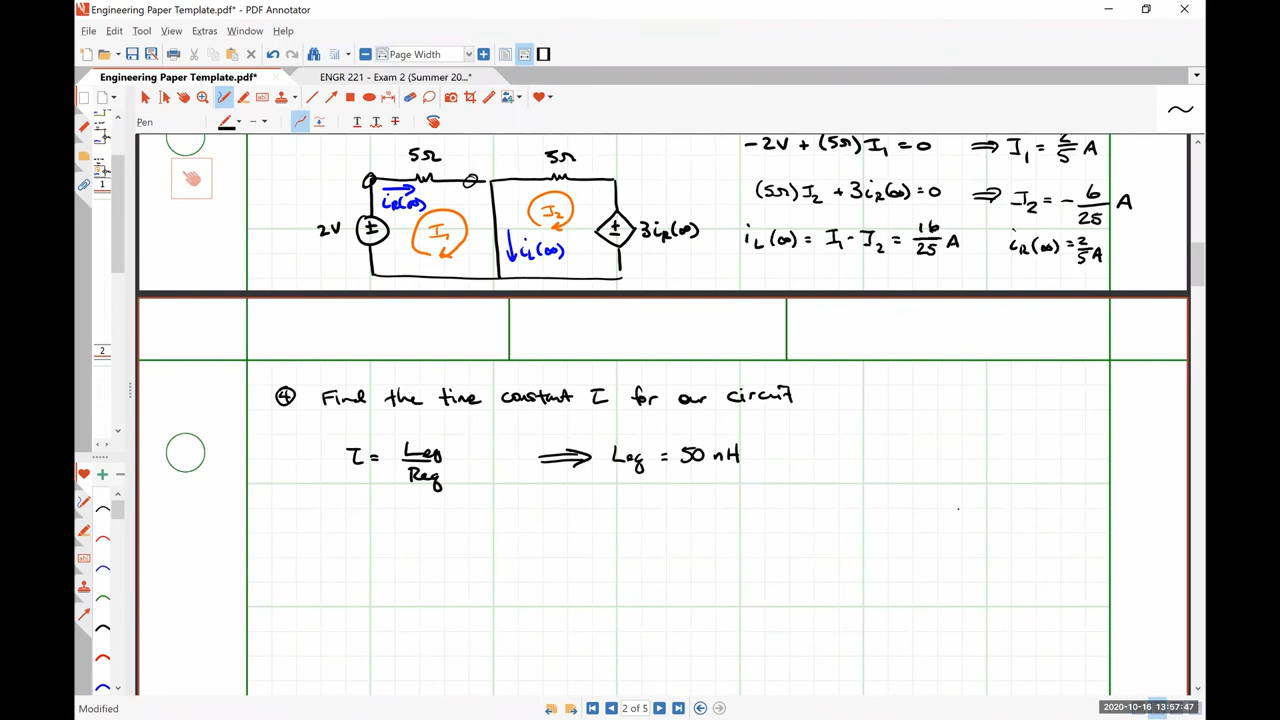 Engineering Paper Template.pdf* - PDF Annotator
File Edit Tool View Extras Window Help
Page Width
Engineering Paper Template.pdf*
ENGR 221 - Exam 2 (Summer 20..."
Pen
1
2
5Ω
5Ω
iR(∞)
2V
I₁
I₂
iL(∞)
3iR(∞)
-2V + (5Ω)I₁ = 0 ⟹ I₁ = 2/5 A
(5Ω)I₂ + 3iR(∞) = 0 ⟹ I₂ = -6/25 A
iL(∞) = I₁ - I₂ = 16/25 A
iR(∞) = 2/5 A
④ Find the time constant τ for our circuit
τ = Leq/Req ⟹ Leq = 50 nH
Modified
2 of 5
2020-10-16 13:57:47